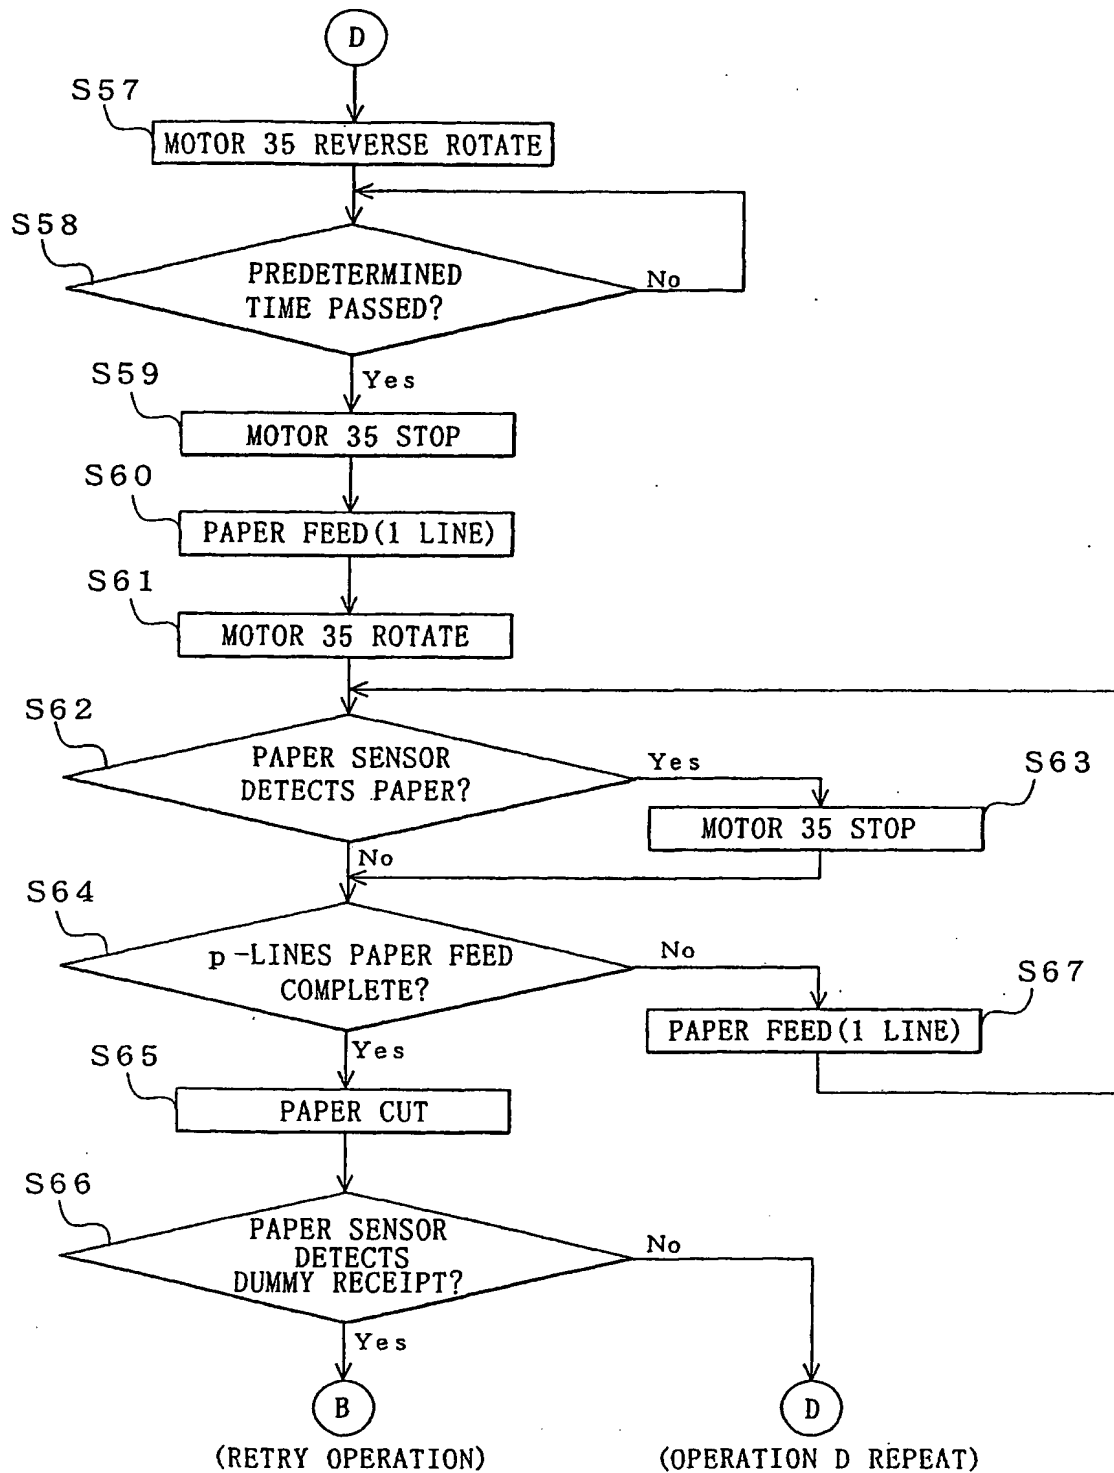 D
S57
MOTOR 35 REVERSE ROTATE
S58
PREDETERMINED
TIME PASSED?
No
Yes
S59
MOTOR 35 STOP
S60
PAPER FEED(1 LINE)
S61
MOTOR 35 ROTATE
S62
PAPER SENSOR
DETECTS PAPER?
Yes
S63
MOTOR 35 STOP
No
S64
p-LINES PAPER FEED
COMPLETE?
No
S67
PAPER FEED(1 LINE)
Yes
S65
PAPER CUT
S66
PAPER SENSOR
DETECTS
DUMMY RECEIPT?
No
Yes
B
D
(RETRY OPERATION)
(OPERATION D REPEAT)